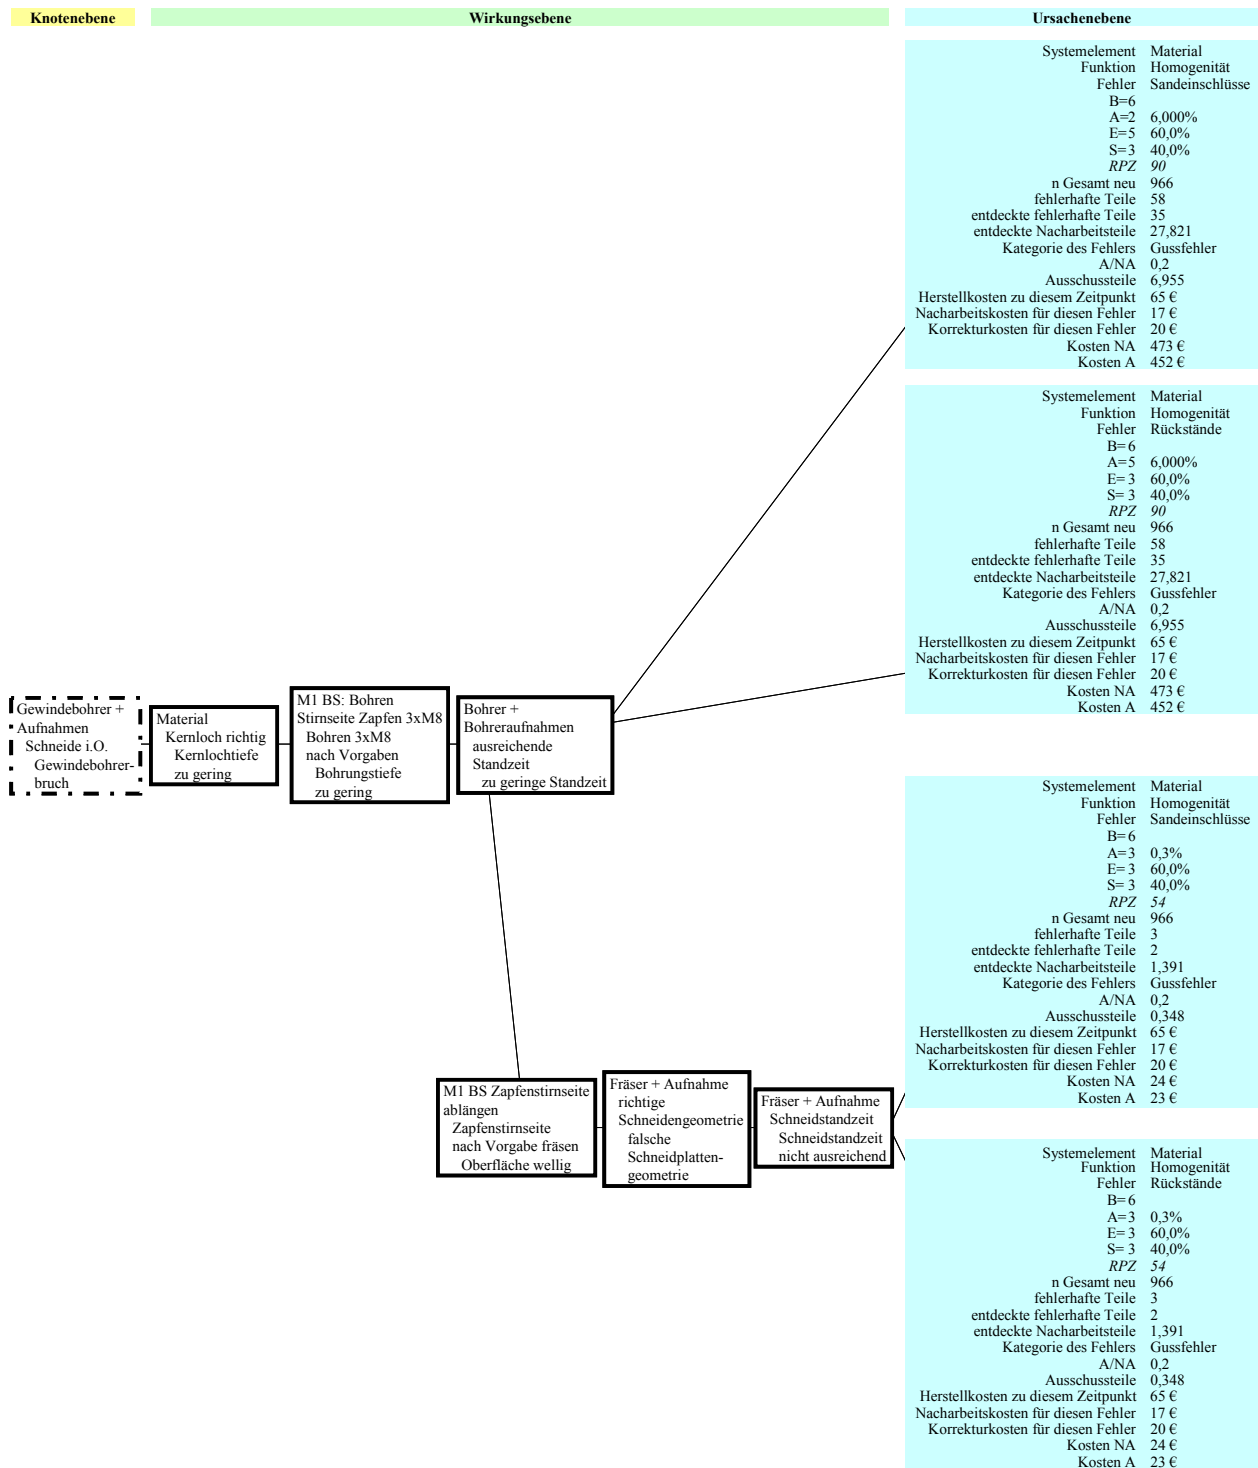 Knotenebene
Wirkungsebene
Ursachenebene
Systemelement Material
Funktion Homogenität
Fehler Sandeinschlüsse
B=6
A=2 6,000%
E=5 60,0%
S=3 40,0%
RPZ 90
n Gesamt neu 966
fehlerhafte Teile 58
entdeckte fehlerhafte Teile 35
entdeckte Nacharbeitsteile 27,821
Kategorie des Fehlers Gussfehler
A/NA 0,2
Ausschussteile 6,955
Herstellkosten zu diesem Zeitpunkt 65 €
Nacharbeitskosten für diesen Fehler 17 €
Korrekturkosten für diesen Fehler 20 €
Kosten NA 473 €
Kosten A 452 €
Systemelement Material
Funktion Homogenität
Fehler Rückstände
B=6
A=5 6,000%
E= 3 60,0%
S= 3 40,0%
RPZ 90
n Gesamt neu 966
fehlerhafte Teile 58
entdeckte fehlerhafte Teile 35
entdeckte Nacharbeitsteile 27,821
Kategorie des Fehlers Gussfehler
A/NA 0,2
Ausschussteile 6,955
Herstellkosten zu diesem Zeitpunkt 65 €
Nacharbeitskosten für diesen Fehler 17 €
Korrekturkosten für diesen Fehler 20 €
Kosten NA 473 €
Kosten A 452 €
Gewindebohrer +
Aufnahmen
Schneide i.O.
Gewindebohrer-
bruch
Material
Kernloch richtig
Kernlochtiefe
zu gering
M1 BS: Bohren
Stirnseite Zapfen 3xM8
Bohren 3xM8
nach Vorgaben
Bohrungstiefe
zu gering
Bohrer +
Bohreraufnahmen
ausreichende
Standzeit
zu geringe Standzeit
Systemelement Material
Funktion Homogenität
Fehler Sandeinschlüsse
B=6
A= 3 0,3%
E= 3 60,0%
S= 3 40,0%
RPZ 54
n Gesamt neu 966
fehlerhafte Teile 3
entdeckte fehlerhafte Teile 2
entdeckte Nacharbeitsteile 1,391
Kategorie des Fehlers Gussfehler
A/NA 0,2
Ausschussteile 0,348
Herstellkosten zu diesem Zeitpunkt 65 €
Nacharbeitskosten für diesen Fehler 17 €
Korrekturkosten für diesen Fehler 20 €
Kosten NA 24 €
Kosten A 23 €
M1 BS Zapfenstirnseite
ablängen
Zapfenstirnseite
nach Vorgabe fräsen
Oberfläche wellig
Fräser + Aufnahme
richtige
Schneidengeometrie
falsche
Schneidplatten-
geometrie
Fräser + Aufnahme
Schneidstandzeit
Schneidstandzeit
nicht ausreichend
Systemelement Material
Funktion Homogenität
Fehler Rückstände
B=6
A= 3 0,3%
E= 3 60,0%
S= 3 40,0%
RPZ 54
n Gesamt neu 966
fehlerhafte Teile 3
entdeckte fehlerhafte Teile 2
entdeckte Nacharbeitsteile 1,391
Kategorie des Fehlers Gussfehler
A/NA 0,2
Ausschussteile 0,348
Herstellkosten zu diesem Zeitpunkt 65 €
Nacharbeitskosten für diesen Fehler 17 €
Korrekturkosten für diesen Fehler 20 €
Kosten NA 24 €
Kosten A 23 €